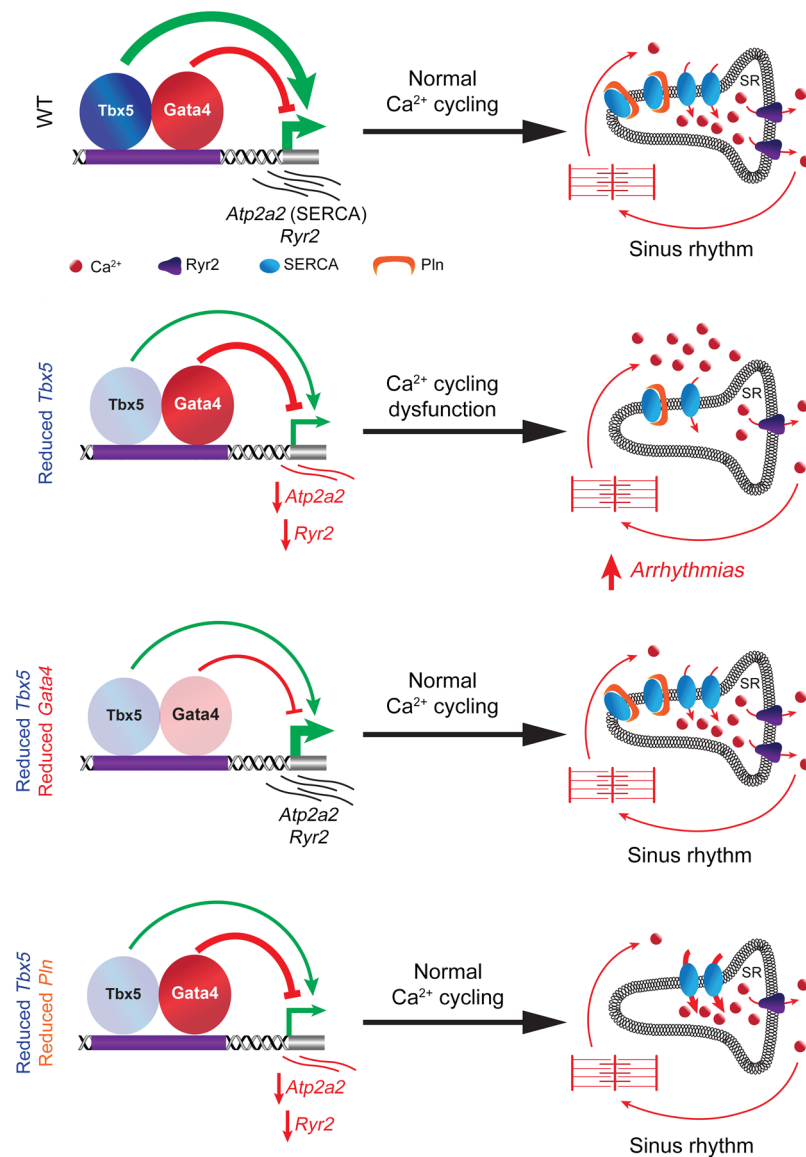 WT
Tbx5
Gata4
Atp2a2 (SERCA)
Ryr2
Normal
Ca²⁺ cycling
SR
Sinus rhythm
Ca²⁺
Ryr2
SERCA
Pln
Reduced Tbx5
Tbx5
Gata4
Atp2a2
Ryr2
Ca²⁺ cycling
dysfunction
SR
Arrhythmias
Reduced Tbx5
Reduced Gata4
Tbx5
Gata4
Atp2a2
Ryr2
Normal
Ca²⁺ cycling
SR
Sinus rhythm
Reduced Tbx5
Reduced Pln
Tbx5
Gata4
Atp2a2
Ryr2
Normal
Ca²⁺ cycling
SR
Sinus rhythm